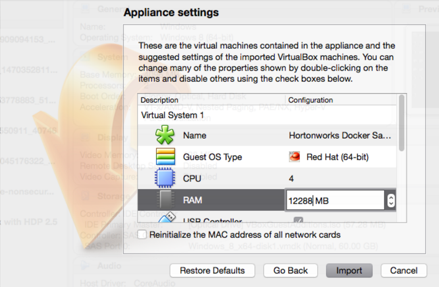 Appliance settings
These are the virtual machines contained in the appliance and the
suggested settings of the imported VirtualBox machines. You can
change many of the properties shown by double-clicking on the
items and disable others using the check boxes below.
Description Configuration
Virtual System 1
Name Hortonworks Docker Sa...
Guest OS Type Red Hat (64-bit)
CPU 4
RAM 12288 MB
USB Controller
Reinitialize the MAC address of all network cards
Restore Defaults Go Back Import Cancel